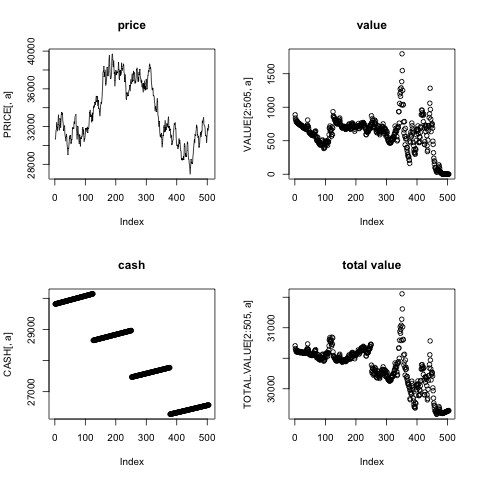 price
PRICE[, a]
28000 32000 36000 40000
0 100 200 300 400 500
Index
value
VALUE[2:505, a]
0 500 1000 1500
0 100 200 300 400 500
Index
cash
CASH[, a]
27000 29000
0 100 200 300 400 500
Index
total value
TOTAL.VALUE[2:505, a]
30000 31000
0 100 200 300 400 500
Index